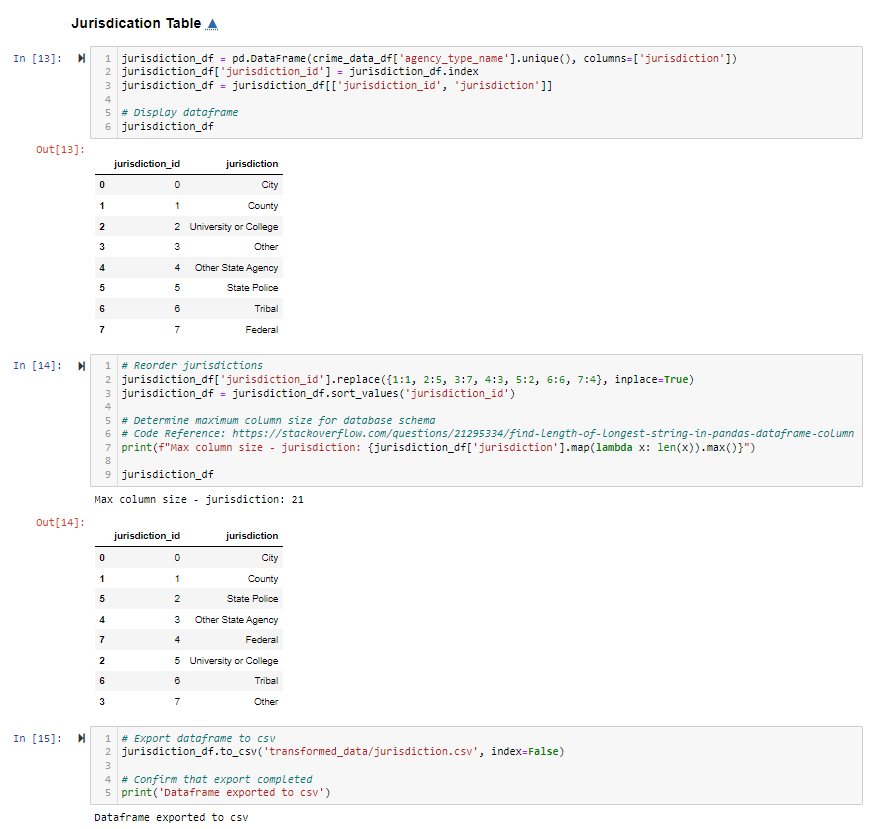 Jurisdication Table ▲
In [13]:
1 jurisdiction_df = pd.DataFrame(crime_data_df['agency_type_name'].unique(), columns=['jurisdiction'])
2 jurisdiction_df['jurisdiction_id'] = jurisdiction_df.index
3 jurisdiction_df = jurisdiction_df[['jurisdiction_id', 'jurisdiction']]
4
5 # Display dataframe
6 jurisdiction_df
Out[13]:
jurisdiction_id jurisdiction
0 0 City
1 1 County
2 2 University or College
3 3 Other
4 4 Other State Agency
5 5 State Police
6 6 Tribal
7 7 Federal
In [14]:
1 # Reorder jurisdictions
2 jurisdiction_df['jurisdiction_id'].replace({1:1, 2:5, 3:7, 4:3, 5:2, 6:6, 7:4}, inplace=True)
3 jurisdiction_df = jurisdiction_df.sort_values('jurisdiction_id')
4
5 # Determine maximum column size for database schema
6 # Code Reference: https://stackoverflow.com/questions/21295334/find-length-of-longest-string-in-pandas-dataframe-column
7 print(f"Max column size - jurisdiction: {jurisdiction_df['jurisdiction'].map(lambda x: len(x)).max()}")
8
9 jurisdiction_df
Max column size - jurisdiction: 21
Out[14]:
jurisdiction_id jurisdiction
0 0 City
1 1 County
5 2 State Police
4 3 Other State Agency
7 4 Federal
2 5 University or College
6 6 Tribal
3 7 Other
In [15]:
1 # Export dataframe to csv
2 jurisdiction_df.to_csv('transformed_data/jurisdiction.csv', index=False)
3
4 # Confirm that export completed
5 print('Dataframe exported to csv')
Dataframe exported to csv